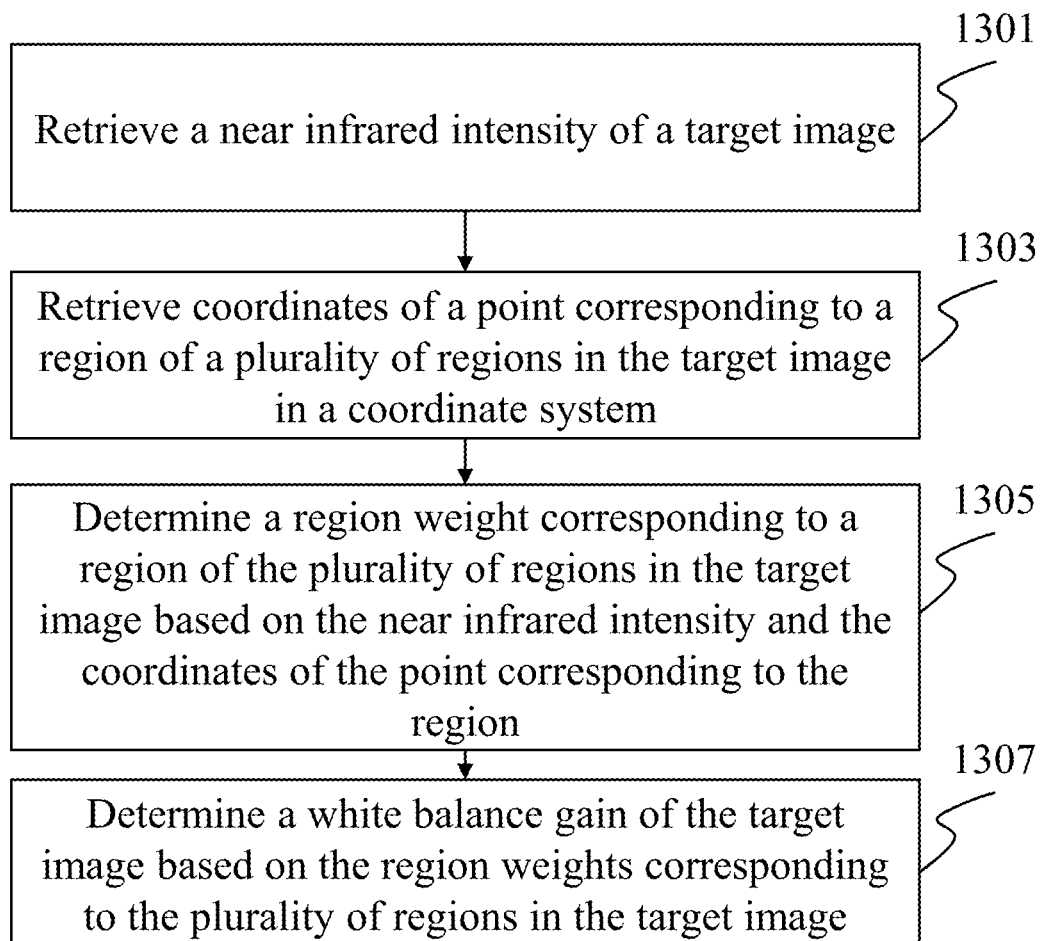 1301
Retrieve a near infrared intensity of a target image
1303
Retrieve coordinates of a point corresponding to a
region of a plurality of regions in the target image
in a coordinate system
1305
Determine a region weight corresponding to a
region of the plurality of regions in the target
image based on the near infrared intensity and the
coordinates of the point corresponding to the
region
1307
Determine a white balance gain of the target
image based on the region weights corresponding
to the plurality of regions in the target image